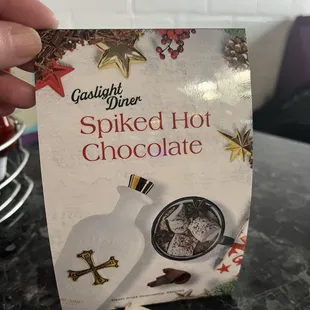 Gaslight
Diner
Spiked Hot
Chocolate